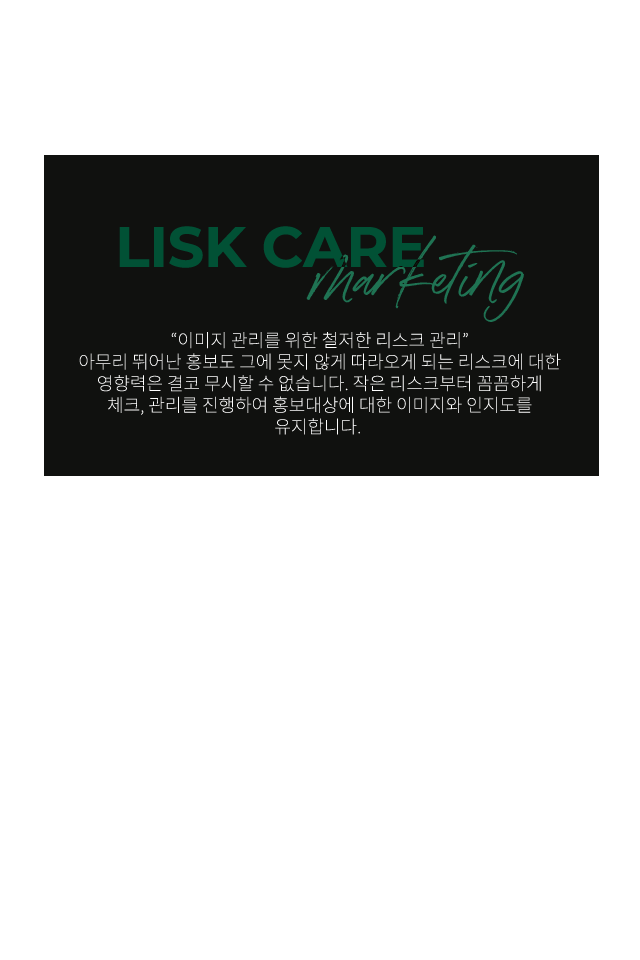 LISK CARE
marketing
“이미지 관리를 위한 철저한 리스크 관리”
아무리 뛰어난 홍보도 그에 못지 않게 따라오게 되는 리스크에 대한
영향력은 결코 무시할 수 없습니다. 작은 리스크부터 꼼꼼하게
체크, 관리를 진행하여 홍보대상에 대한 이미지와 인지도를
유지합니다.